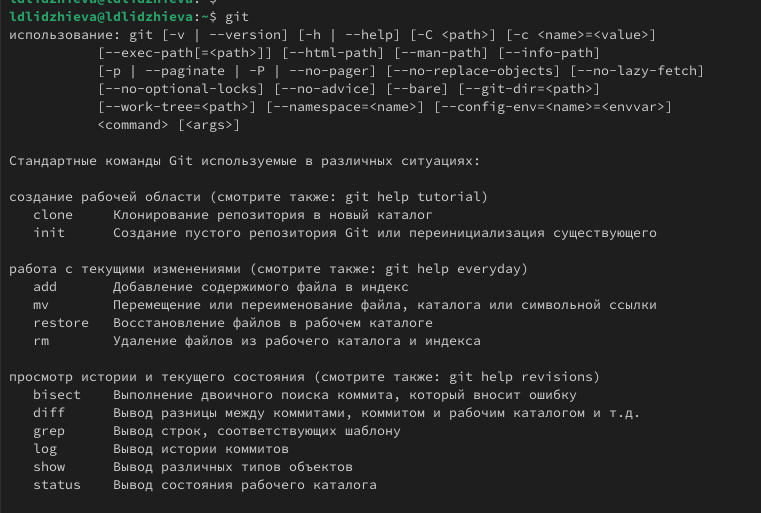 ldlidzhieva@ldlidzhieva:~$ git
использование: git [-v | --version] [-h | --help] [-C <path>] [-c <name>=<value>]
[--exec-path[=<path>]] [--html-path] [--man-path] [--info-path]
[-p | --paginate | -P | --no-pager] [--no-replace-objects] [--no-lazy-fetch]
[--no-optional-locks] [--no-advice] [--bare] [--git-dir=<path>]
[--work-tree=<path>] [--namespace=<name>] [--config-env=<name>=<envvar>]
<command> [<args>]
Стандартные команды Git используемые в различных ситуациях:
создание рабочей области (смотрите также: git help tutorial)
clone Клонирование репозитория в новый каталог
init Создание пустого репозитория Git или переинициализация существующего
работа с текущими изменениями (смотрите также: git help everyday)
add Добавление содержимого файла в индекс
mv Перемещение или переименование файла, каталога или символьной ссылки
restore Восстановление файлов в рабочем каталоге
rm Удаление файлов из рабочего каталога и индекса
просмотр истории и текущего состояния (смотрите также: git help revisions)
bisect Выполнение двоичного поиска коммита, который вносит ошибку
diff Вывод разницы между коммитами, коммитом и рабочим каталогом и т.д.
grep Вывод строк, соответствующих шаблону
log Вывод истории коммитов
show Вывод различных типов объектов
status Вывод состояния рабочего каталога